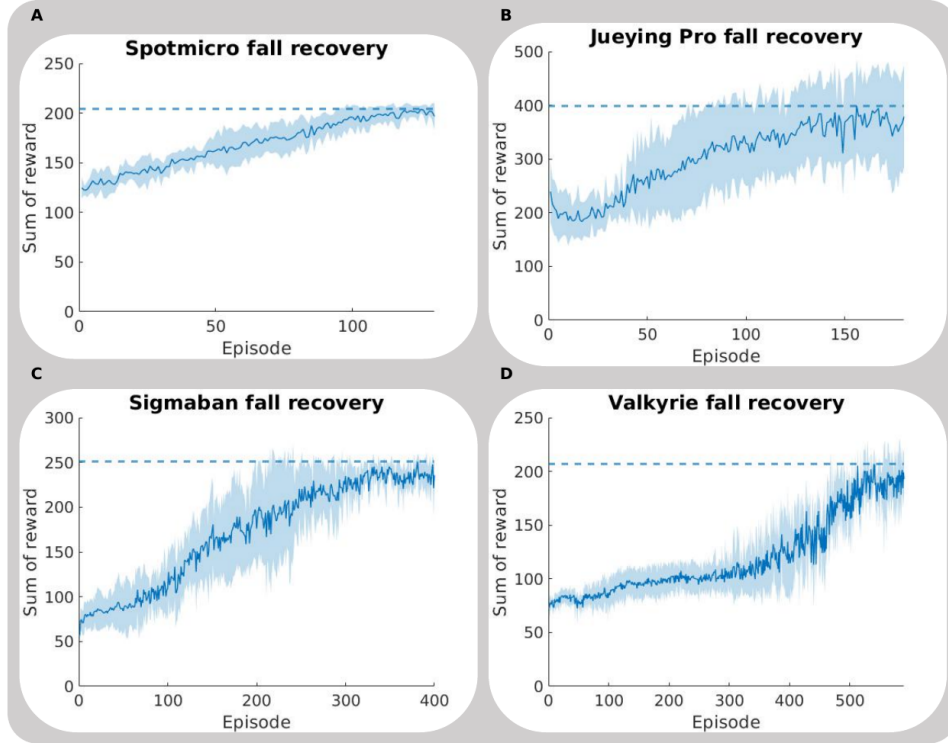 A
Spotmicro fall recovery
250
200
150
100
50
0
Sum of reward
0 50 100
Episode
B
Jueying Pro fall recovery
500
400
300
200
100
0
Sum of reward
0 50 100 150
Episode
C
Sigmaban fall recovery
300
250
200
150
100
50
0
Sum of reward
0 100 200 300 400
Episode
D
Valkyrie fall recovery
250
200
150
100
50
0
Sum of reward
0 100 200 300 400 500
Episode